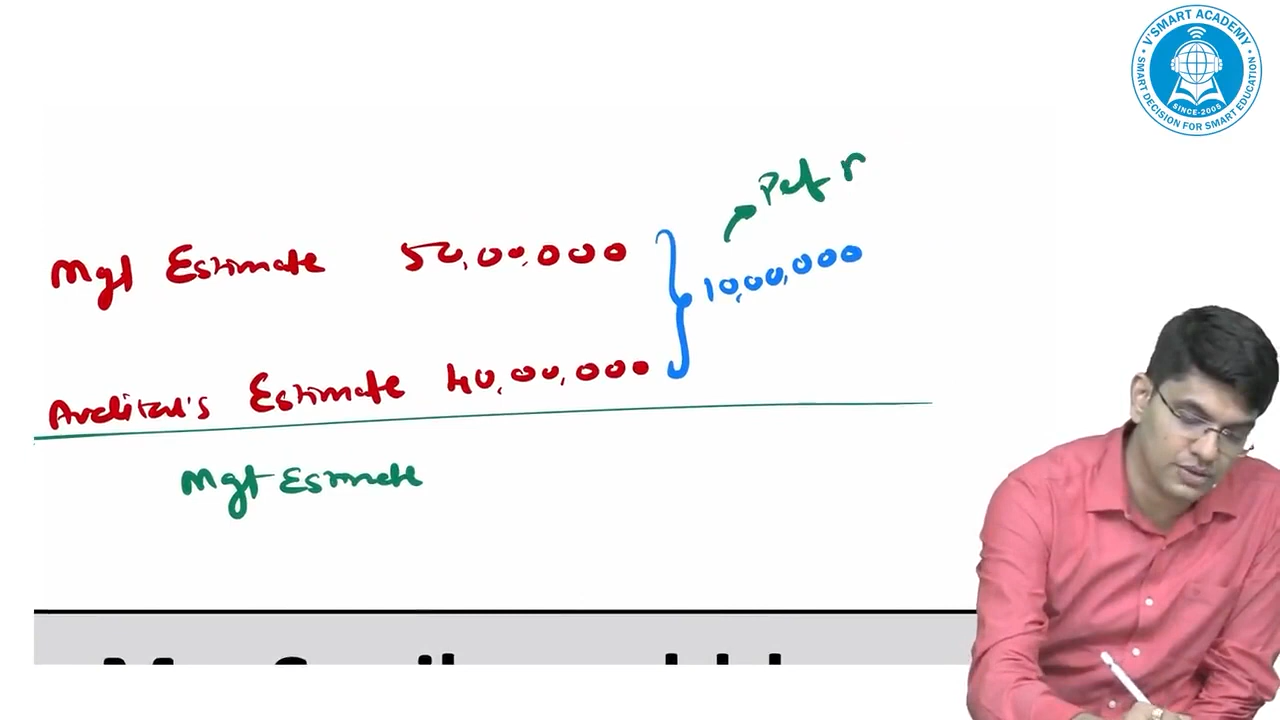 V'SMART ACADEMY
SMART DECISION FOR SMART EDUCATION
SINCE-2005
Mgt Estimate 50,00,000
Auditor's Estimate 40,00,000
10,00,000
Mgt Estimate